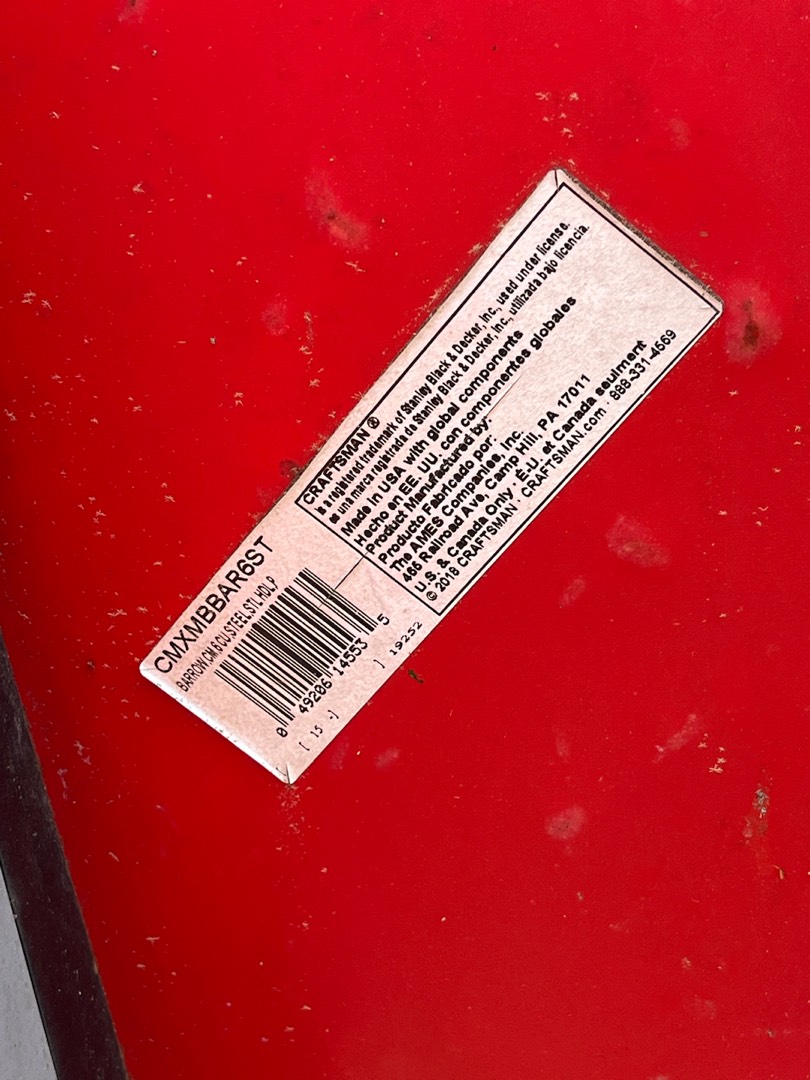 CMXMBBAR6ST
BARROW,CM,6 CU STEEL,STL HDL,P
0 49206 14553 5
[ 15 -]
] 19252
CRAFTSMAN ®
is a registered trademark of Stanley Black & Decker, Inc., used under license.
es una marca registrada de Stanley Black & Decker, Inc., utilizada bajo licencia.
Made in USA with global components
Hecho en EE. UU. con componentes globales
Product Manufactured by:
Producto Fabricado por:
The AMES Companies, Inc.
465 Railroad Ave, Camp Hill, PA 17011
U.S. & Canada Only · E.U. et Canada seulment
© 2018 CRAFTSMAN · CRAFTSMAN.com · 888-331-4569